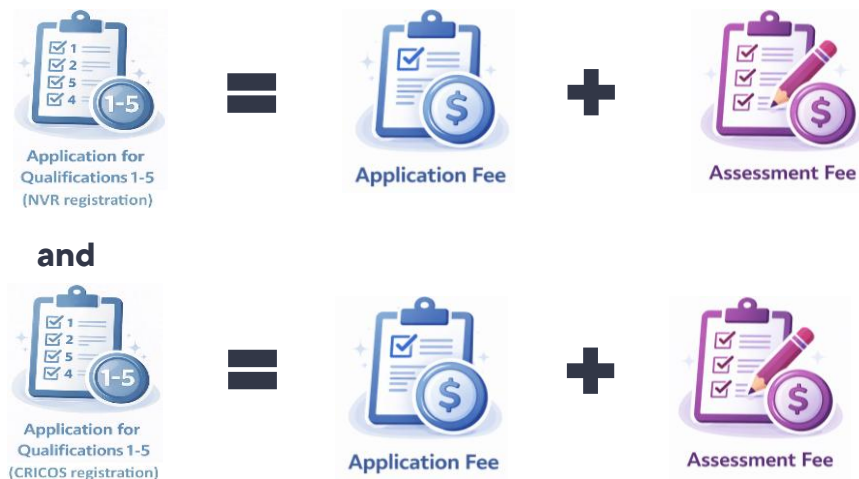 1
2
5
4
1-5
Application for
Qualifications 1-5
(NVR registration)
=
$
Application Fee
+
$
Assessment Fee
and
1
2
5
4
1-5
Application for
Qualifications 1-5
(CRICOS registration)
=
$
Application Fee
+
$
Assessment Fee